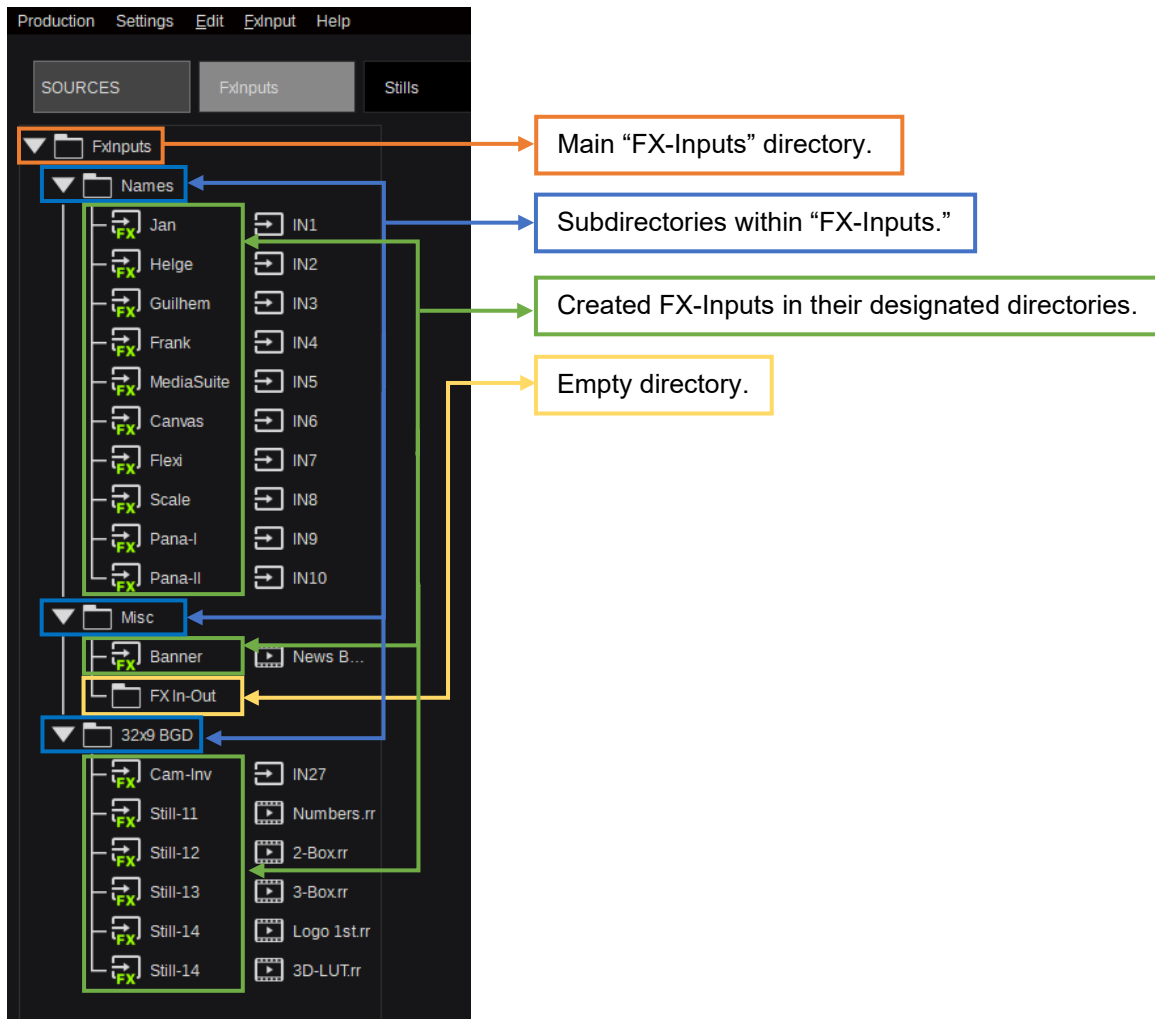 Production Settings Edit FxInput Help
SOURCES FxInputs Stills
FxInputs
Main “FX-Inputs” directory.
Names
Subdirectories within “FX-Inputs.”
Jan IN1
Helge IN2
Guilhem IN3
Created FX-Inputs in their designated directories.
Frank IN4
MediaSuite IN5
Empty directory.
Canvas IN6
Flexi IN7
Scale IN8
Pana-I IN9
Pana-II IN10
Misc
Banner News B...
FX In-Out
32x9 BGD
Cam-Inv IN27
Still-11 Numbers.rr
Still-12 2-Box.rr
Still-13 3-Box.rr
Still-14 Logo 1st.rr
Still-14 3D-LUT.rr